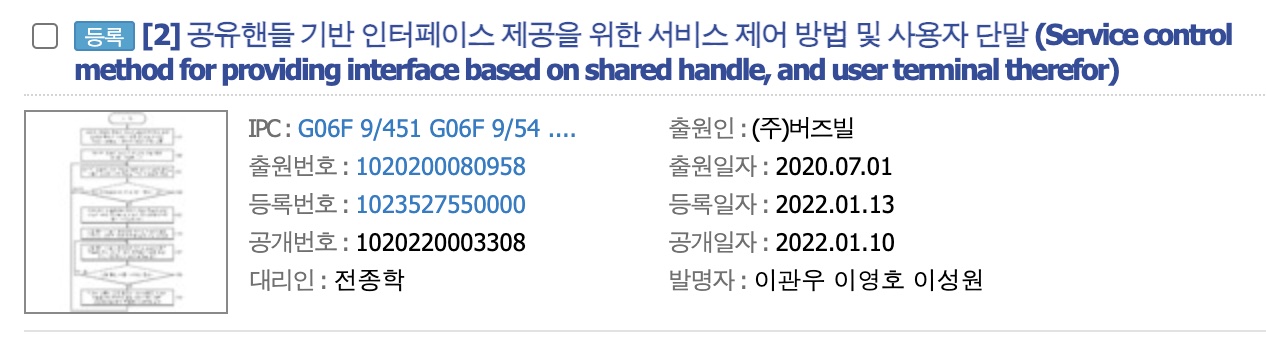 등록 [2] 공유핸들 기반 인터페이스 제공을 위한 서비스 제어 방법 및 사용자 단말 (Service control
method for providing interface based on shared handle, and user terminal therefor)
IPC : G06F 9/451 G06F 9/54 ....
출원인 : (주)버즈빌
출원번호 : 1020200080958
출원일자 : 2020.07.01
등록번호 : 1023527550000
등록일자 : 2022.01.13
공개번호 : 1020220003308
공개일자 : 2022.01.10
대리인 : 전종학
발명자 : 이관우 이영호 이성원